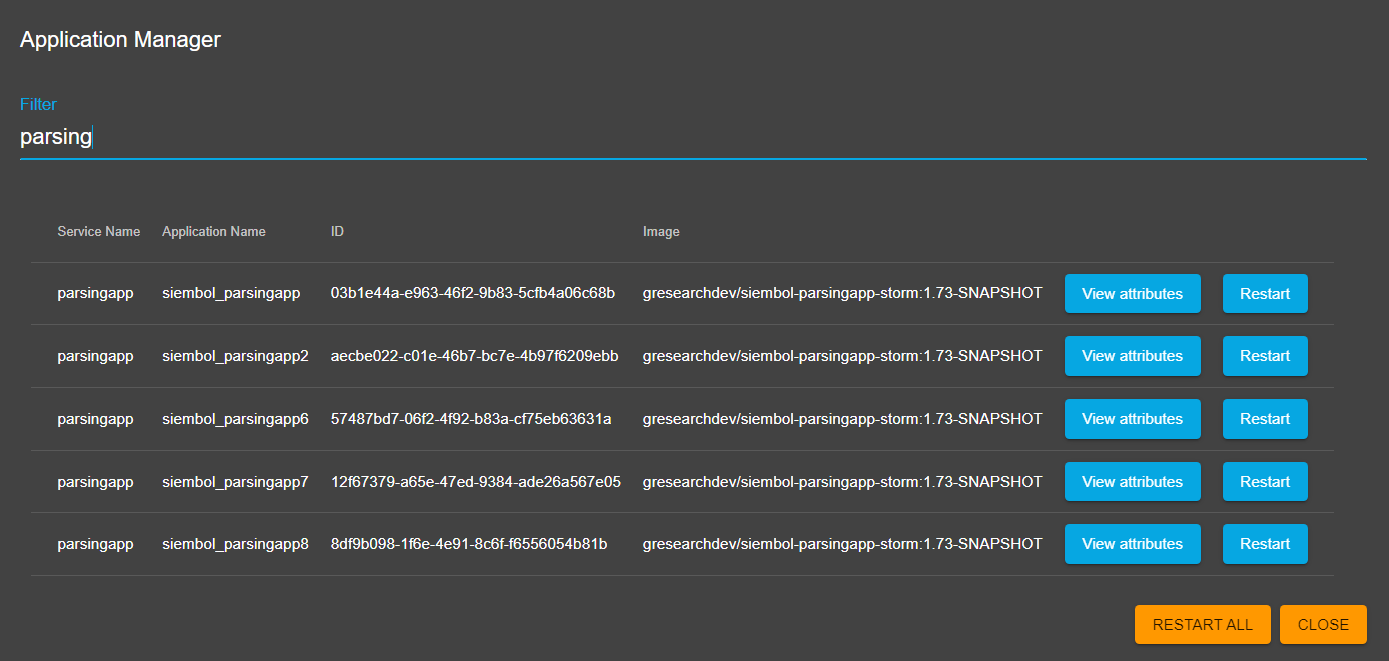 Application Manager
Filter
parsing
Service Name Application Name ID Image
parsingapp siembol_parsingapp 03b1e44a-e963-46f2-9b83-5cfb4a06c68b gresearchdev/siembol-parsingapp-storm:1.73-SNAPSHOT View attributes Restart
parsingapp siembol_parsingapp2 aecbe022-c01e-46b7-bc7e-4b97f6209ebb gresearchdev/siembol-parsingapp-storm:1.73-SNAPSHOT View attributes Restart
parsingapp siembol_parsingapp6 57487bd7-06f2-4f92-b83a-cf75eb63631a gresearchdev/siembol-parsingapp-storm:1.73-SNAPSHOT View attributes Restart
parsingapp siembol_parsingapp7 12f67379-a65e-47ed-9384-ade26a567e05 gresearchdev/siembol-parsingapp-storm:1.73-SNAPSHOT View attributes Restart
parsingapp siembol_parsingapp8 8df9b098-1f6e-4e91-8c6f-f6556054b81b gresearchdev/siembol-parsingapp-storm:1.73-SNAPSHOT View attributes Restart
RESTART ALL CLOSE